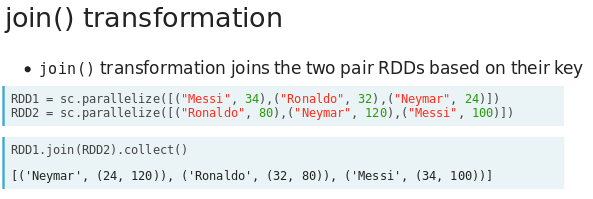 join() transformation
• join() transformation joins the two pair RDDs based on their key
RDD1 = sc.parallelize([("Messi", 34),("Ronaldo", 32),("Neymar", 24)])
RDD2 = sc.parallelize([("Ronaldo", 80),("Neymar", 120),("Messi", 100)])
RDD1.join(RDD2).collect()
[('Neymar', (24, 120)), ('Ronaldo', (32, 80)), ('Messi', (34, 100))]